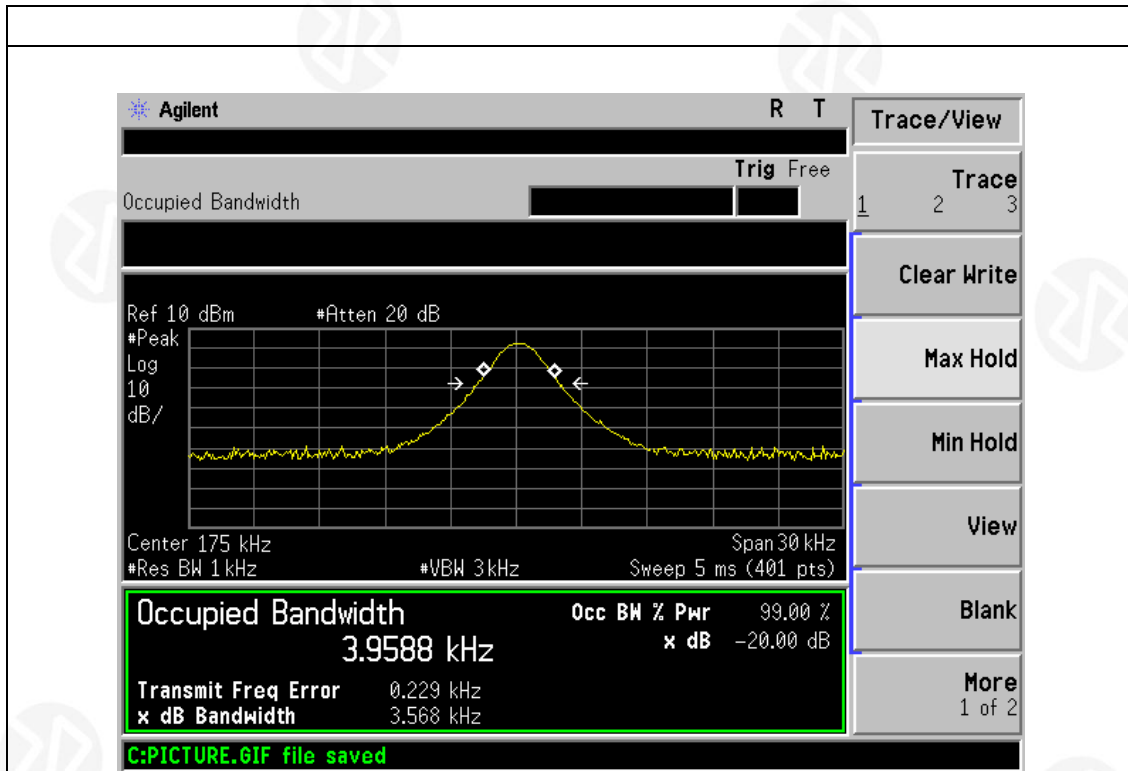 Agilent R T
Trace/View
Trig Free
Occupied Bandwidth
Trace
1 2 3
Clear Write
Ref 10 dBm #Atten 20 dB
#Peak
Log
10
dB/
Max Hold
Min Hold
View
Center 175 kHz Span 30 kHz
#Res BW 1 kHz #VBW 3 kHz Sweep 5 ms (401 pts)
Occupied Bandwidth Occ BW % Pwr 99.00 %
3.9588 kHz x dB -20.00 dB
Blank
Transmit Freq Error 0.229 kHz
x dB Bandwidth 3.568 kHz
More
1 of 2
C:PICTURE.GIF file saved